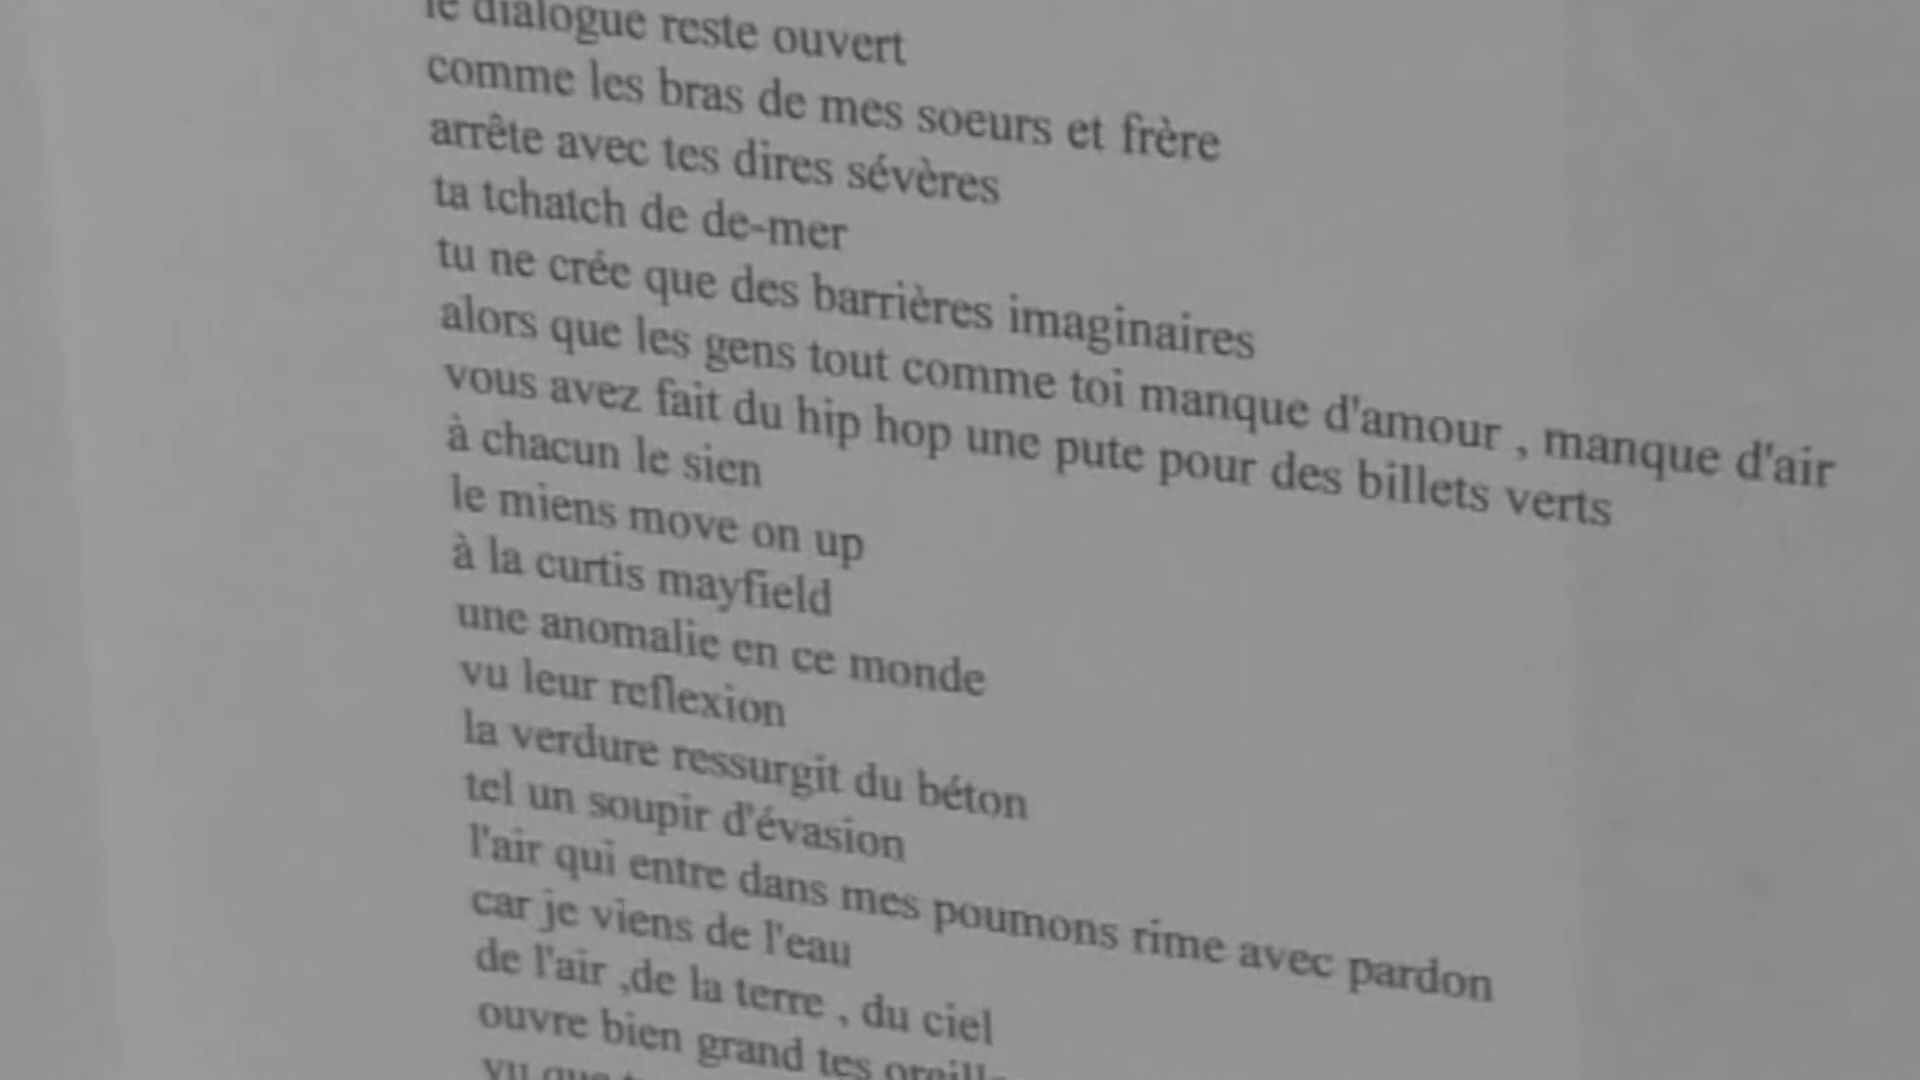 le dialogue reste ouvert
comme les bras de mes soeurs et frère
arrête avec tes dires sévères
ta tchatch de de-mer
tu ne crée que des barrières imaginaires
alors que les gens tout comme toi manque d'amour , manque d'air
vous avez fait du hip hop une pute pour des billets verts
à chacun le sien
le miens move on up
à la curtis mayfield
une anomalie en ce monde
vu leur reflexion
la verdure ressurgit du béton
tel un soupir d'évasion
l'air qui entre dans mes poumons rime avec pardon
car je viens de l'eau
de l'air ,de la terre , du ciel
ouvre bien grand tes
vu que